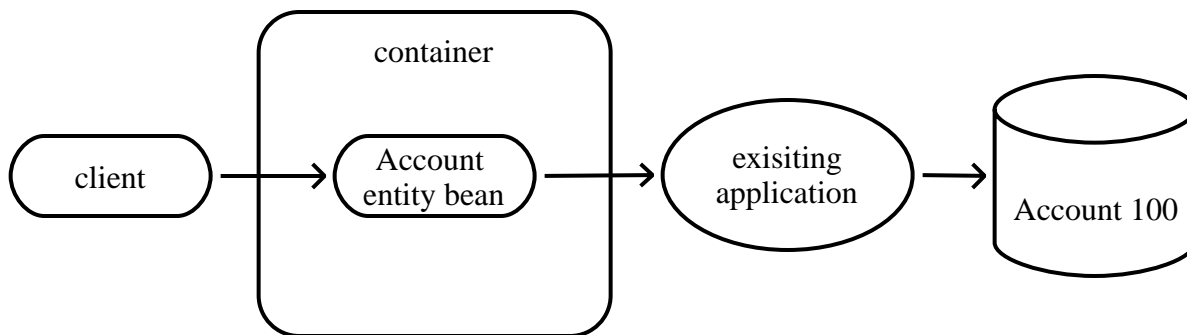 container
client
Account
entity bean
exisiting
application
Account 100